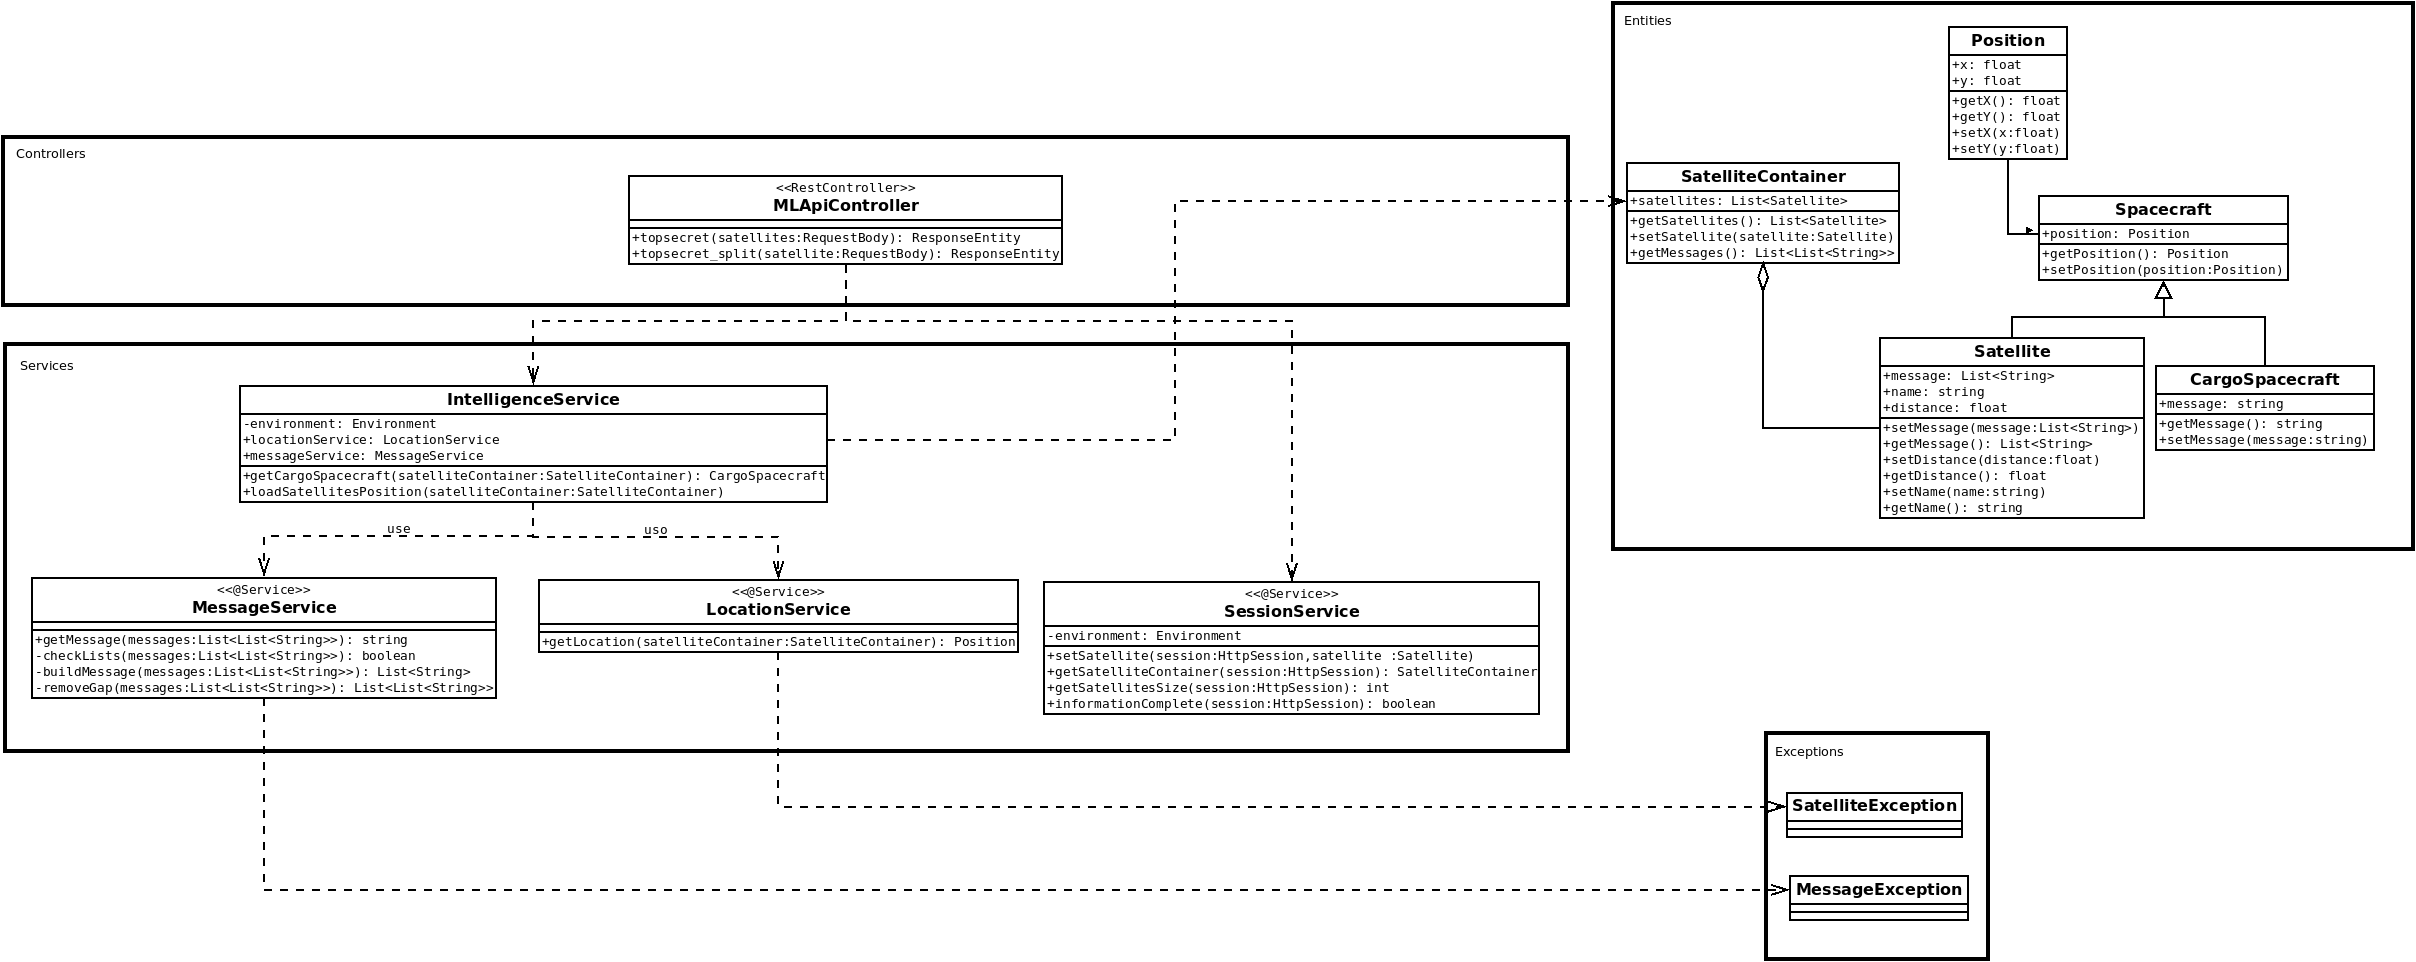 Controllers
<<RestController>>
MLApiController
+topsecret(satellites:RequestBody): ResponseEntity
+topsecret_split(satellite:RequestBody): ResponseEntity
Services
IntelligenceService
-environment: Environment
+locationService: LocationService
+messageService: MessageService
+getCargoSpacecraft(satelliteContainer:SatelliteContainer): CargoSpacecraft
+loadSatellitesPosition(satelliteContainer:SatelliteContainer)
use
uso
<<@Service>>
MessageService
+getMessage(messages:List<List<String>>): string
-checkLists(messages:List<List<String>>): boolean
-buildMessage(messages:List<List<String>>): List<String>
-removeGap(messages:List<List<String>>): List<List<String>>
<<@Service>>
LocationService
+getLocation(satelliteContainer:SatelliteContainer): Position
<<@Service>>
SessionService
-environment: Environment
+setSatellite(session:HttpSession,satellite :Satellite)
+getSatelliteContainer(session:HttpSession): SatelliteContainer
+getSatellitesSize(session:HttpSession): int
+informationComplete(session:HttpSession): boolean
Entities
Position
+x: float
+y: float
+getX(): float
+getY(): float
+setX(x:float)
+setY(y:float)
SatelliteContainer
+satellites: List<Satellite>
+getSatellites(): List<Satellite>
+setSatellite(satellite:Satellite)
+getMessages(): List<List<String>>
Spacecraft
+position: Position
+getPosition(): Position
+setPosition(position:Position)
Satellite
+message: List<String>
+name: string
+distance: float
+setMessage(message:List<String>)
+getMessage(): List<String>
+setDistance(distance:float)
+getDistance(): float
+setName(name:string)
+getName(): string
CargoSpacecraft
+message: string
+getMessage(): string
+setMessage(message:string)
Exceptions
SatelliteException
MessageException